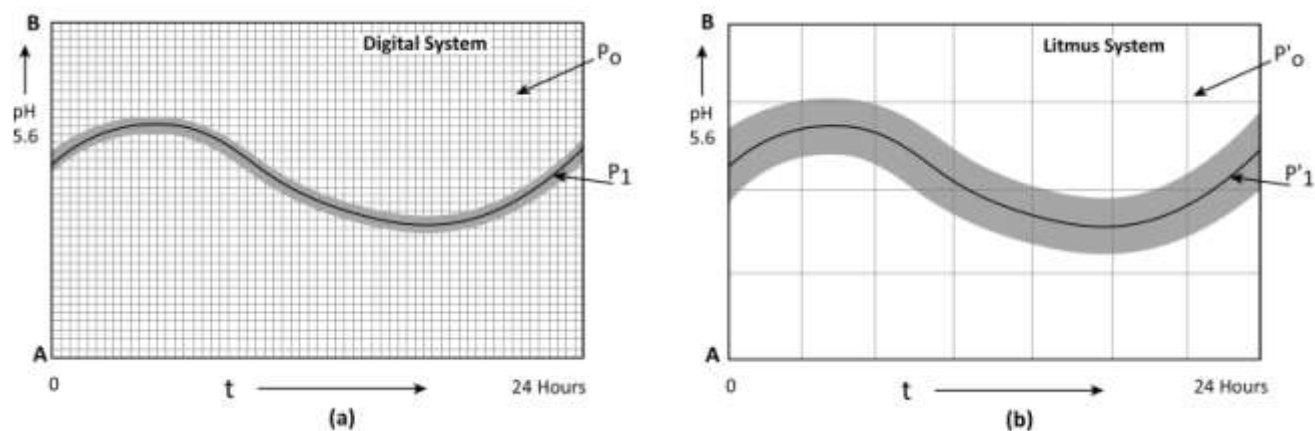 B
Digital System
Po
pH
5.6
P1
A
0
t
24 Hours
(a)
B
Litmus System
P'o
pH
5.6
P'1
A
0
t
24 Hours
(b)